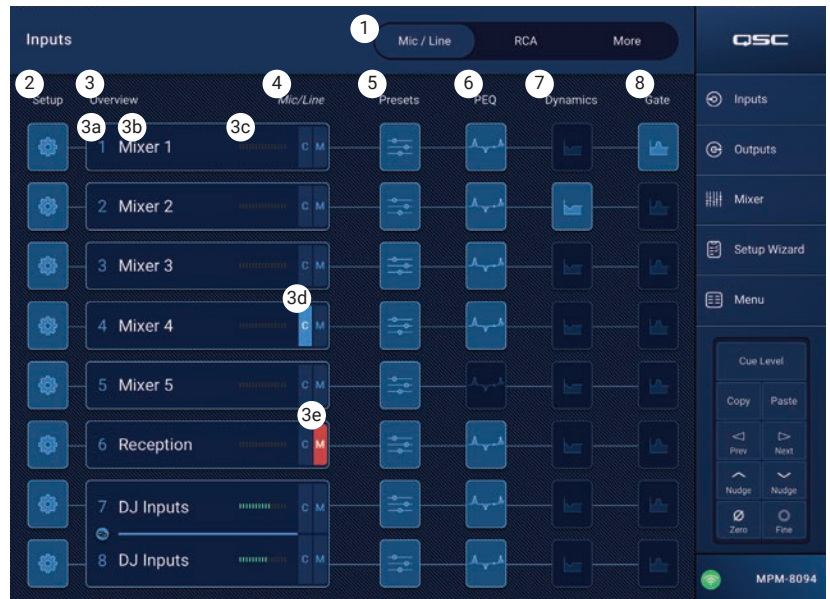 Inputs
1 Mic / Line RCA More
QSC
2 3 4 5 6 7 8
Setup Overview Mic/Line Presets PEQ Dynamics Gate
3a 3b 3c
1 Mixer 1 C M
2 Mixer 2 C M
3 Mixer 3 C M
3d
4 Mixer 4 C M
5 Mixer 5 C M
3e
6 Reception C M
7 DJ Inputs C M
8 DJ Inputs C M
Inputs
Outputs
Mixer
Setup Wizard
Menu
Cue Level
Copy Paste
Prev Next
Nudge Nudge
Zero Fine
MPM-8094